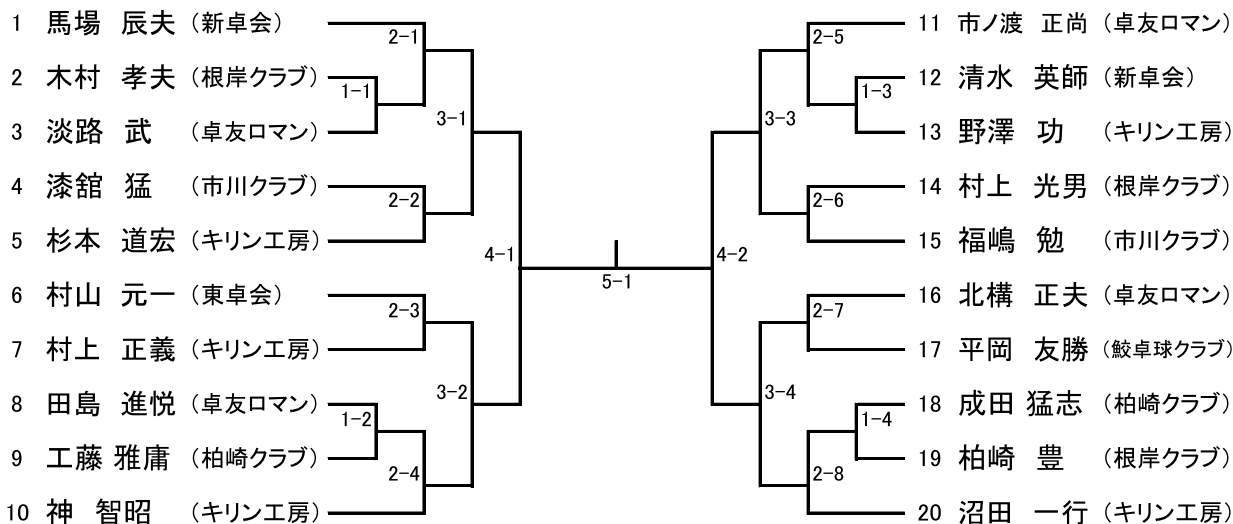 1 馬場 辰夫 (新卓会)
2-1
2 木村 孝夫 (根岸クラブ)
1-1
3 淡路 武 (卓友ロマン)
3-1
4 漆舘 猛 (市川クラブ)
2-2
5 杉本 道宏 (キリン工房)
4-1
6 村山 元一 (東卓会)
2-3
7 村上 正義 (キリン工房)
3-2
8 田島 進悦 (卓友ロマン)
1-2
9 工藤 雅庸 (柏崎クラブ)
2-4
10 神 智昭 (キリン工房)
5-1
11 市ノ渡 正尚 (卓友ロマン)
2-5
12 清水 英師 (新卓会)
1-3
13 野澤 功 (キリン工房)
3-3
14 村上 光男 (根岸クラブ)
2-6
15 福嶋 勉 (市川クラブ)
4-2
16 北構 正夫 (卓友ロマン)
2-7
17 平岡 友勝 (鮫卓球クラブ)
3-4
18 成田 猛志 (柏崎クラブ)
1-4
19 柏崎 豊 (根岸クラブ)
2-8
20 沼田 一行 (キリン工房)